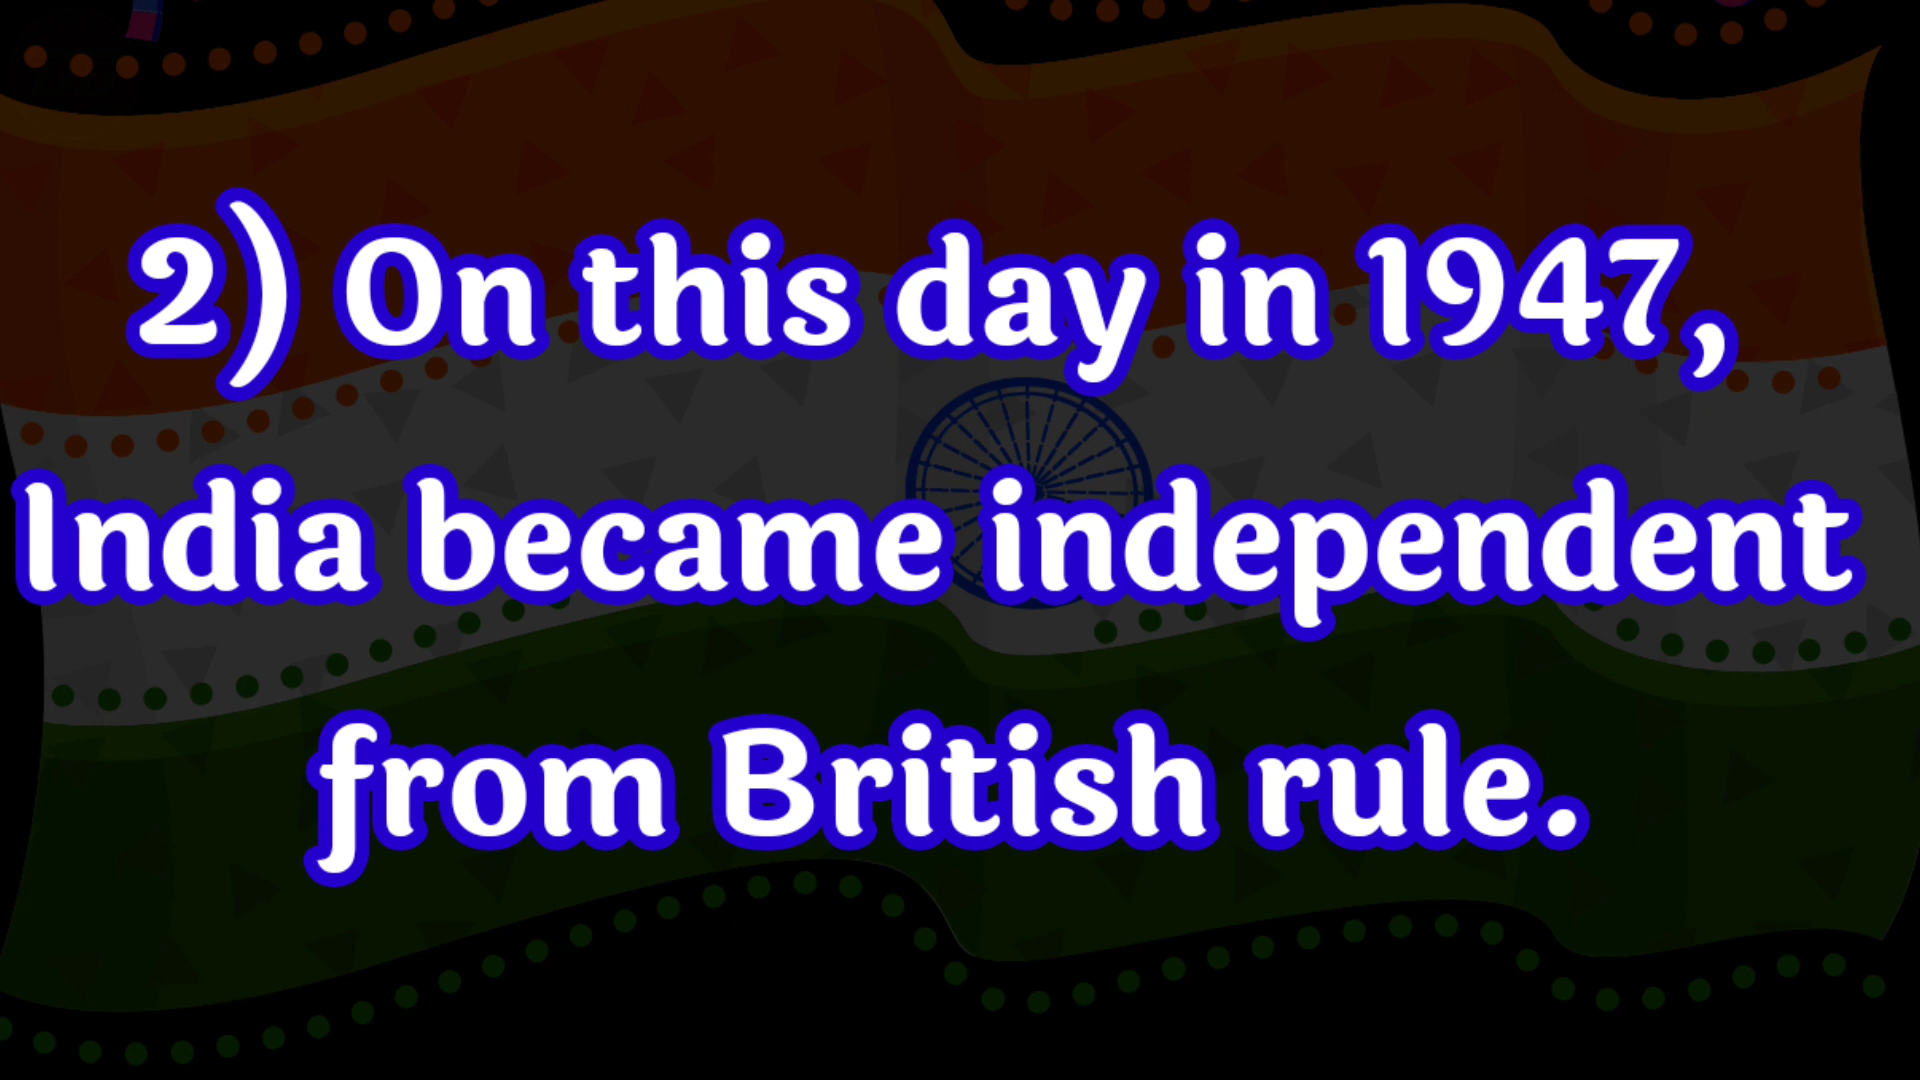 2) On this day in 1947,
India became independent
from British rule.